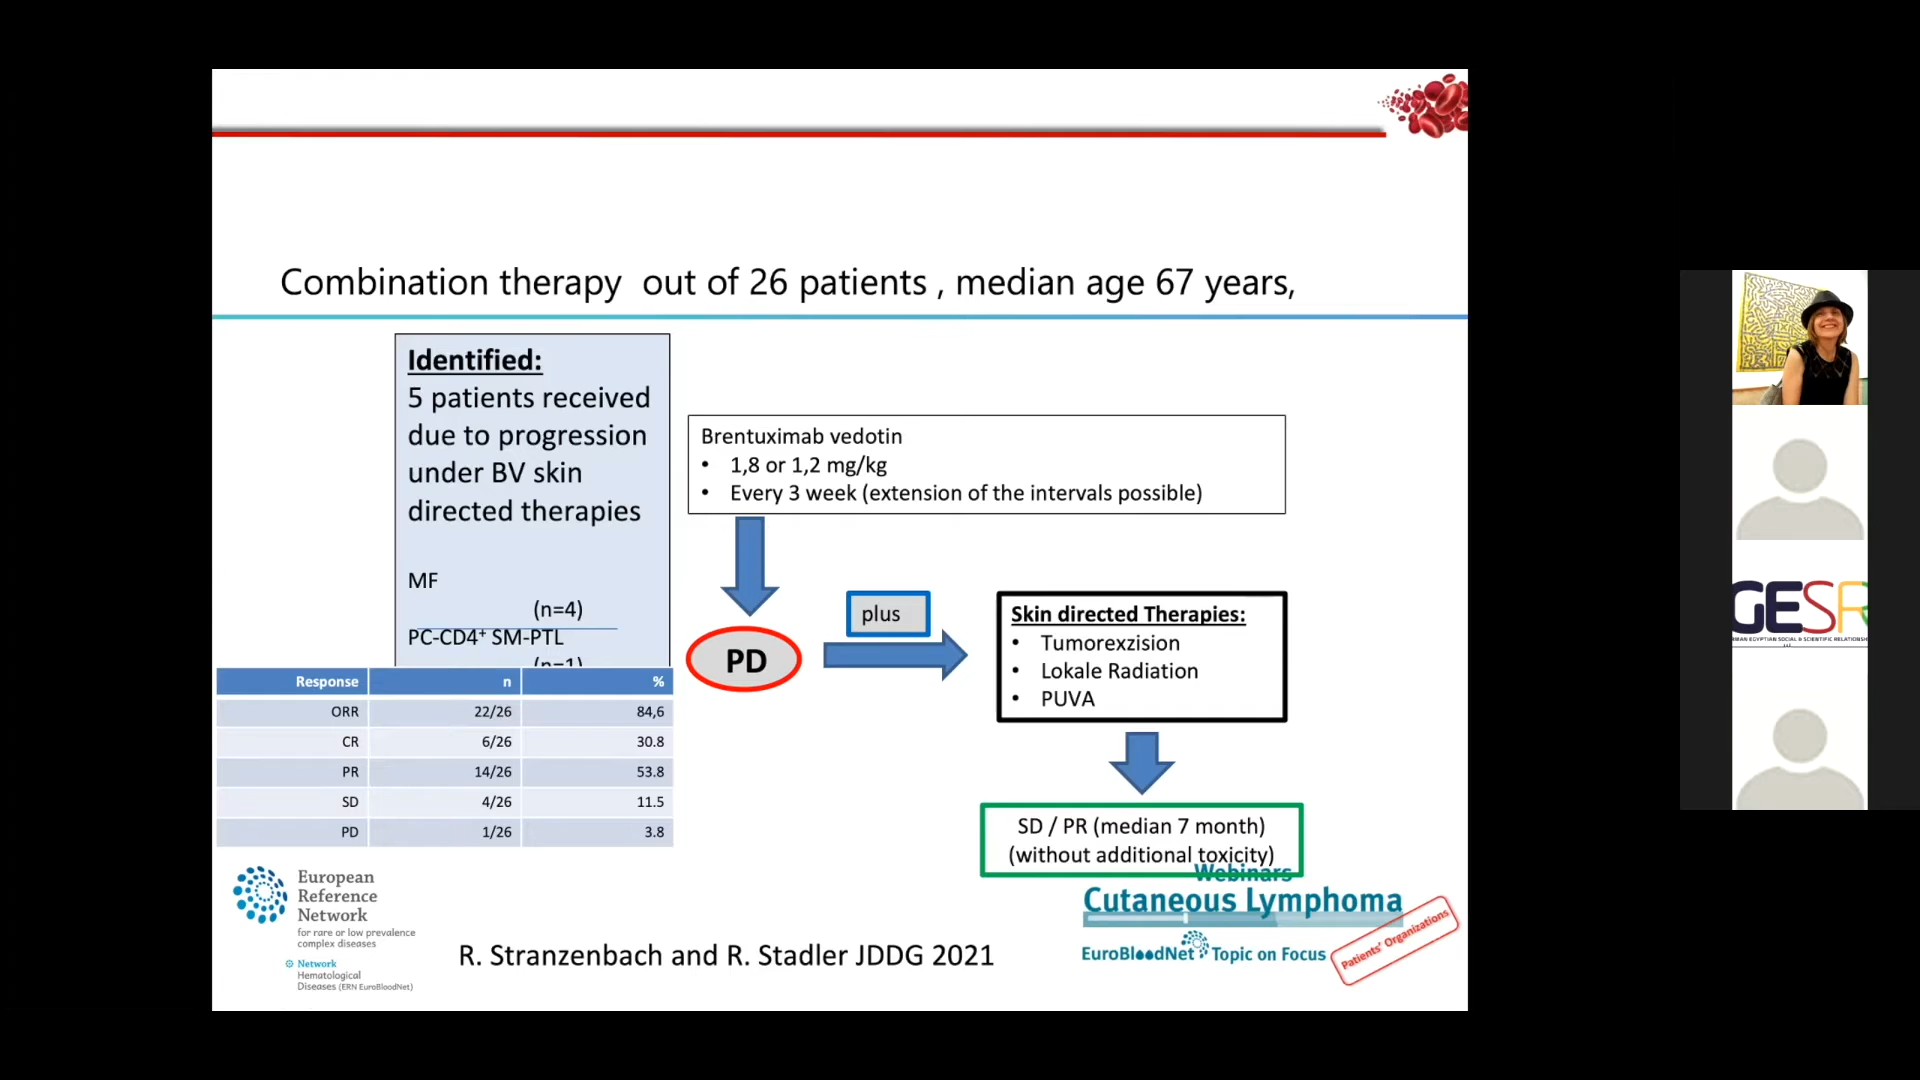 Combination therapy out of 26 patients , median age 67 years,
Identified:
5 patients received
due to progression
under BV skin
directed therapies
MF
(n=4)
PC-CD4⁺ SM-PTL
(n=1)
Brentuximab vedotin
• 1,8 or 1,2 mg/kg
• Every 3 week (extension of the intervals possible)
PD
plus
Skin directed Therapies:
• Tumorexzision
• Lokale Radiation
• PUVA
SD / PR (median 7 month)
(without additional toxicity)
Response n %
ORR 22/26 84,6
CR 6/26 30.8
PR 14/26 53.8
SD 4/26 11.5
PD 1/26 3.8
European
Reference
Network
for rare or low prevalence
complex diseases
Network
Hematological
Diseases (ERN EuroBloodNet)
R. Stranzenbach and R. Stadler JDDG 2021
Webinars
Cutaneous Lymphoma
EuroBloodNet Topic on Focus
Patients' Organizations
GESR